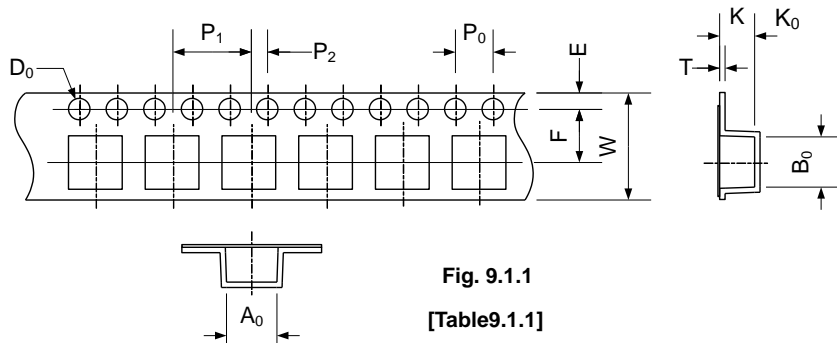 P₁
P₂
P₀
E
K
K₀
D₀
T
F
W
B₀
A₀
Fig. 9.1.1
[Table9.1.1]